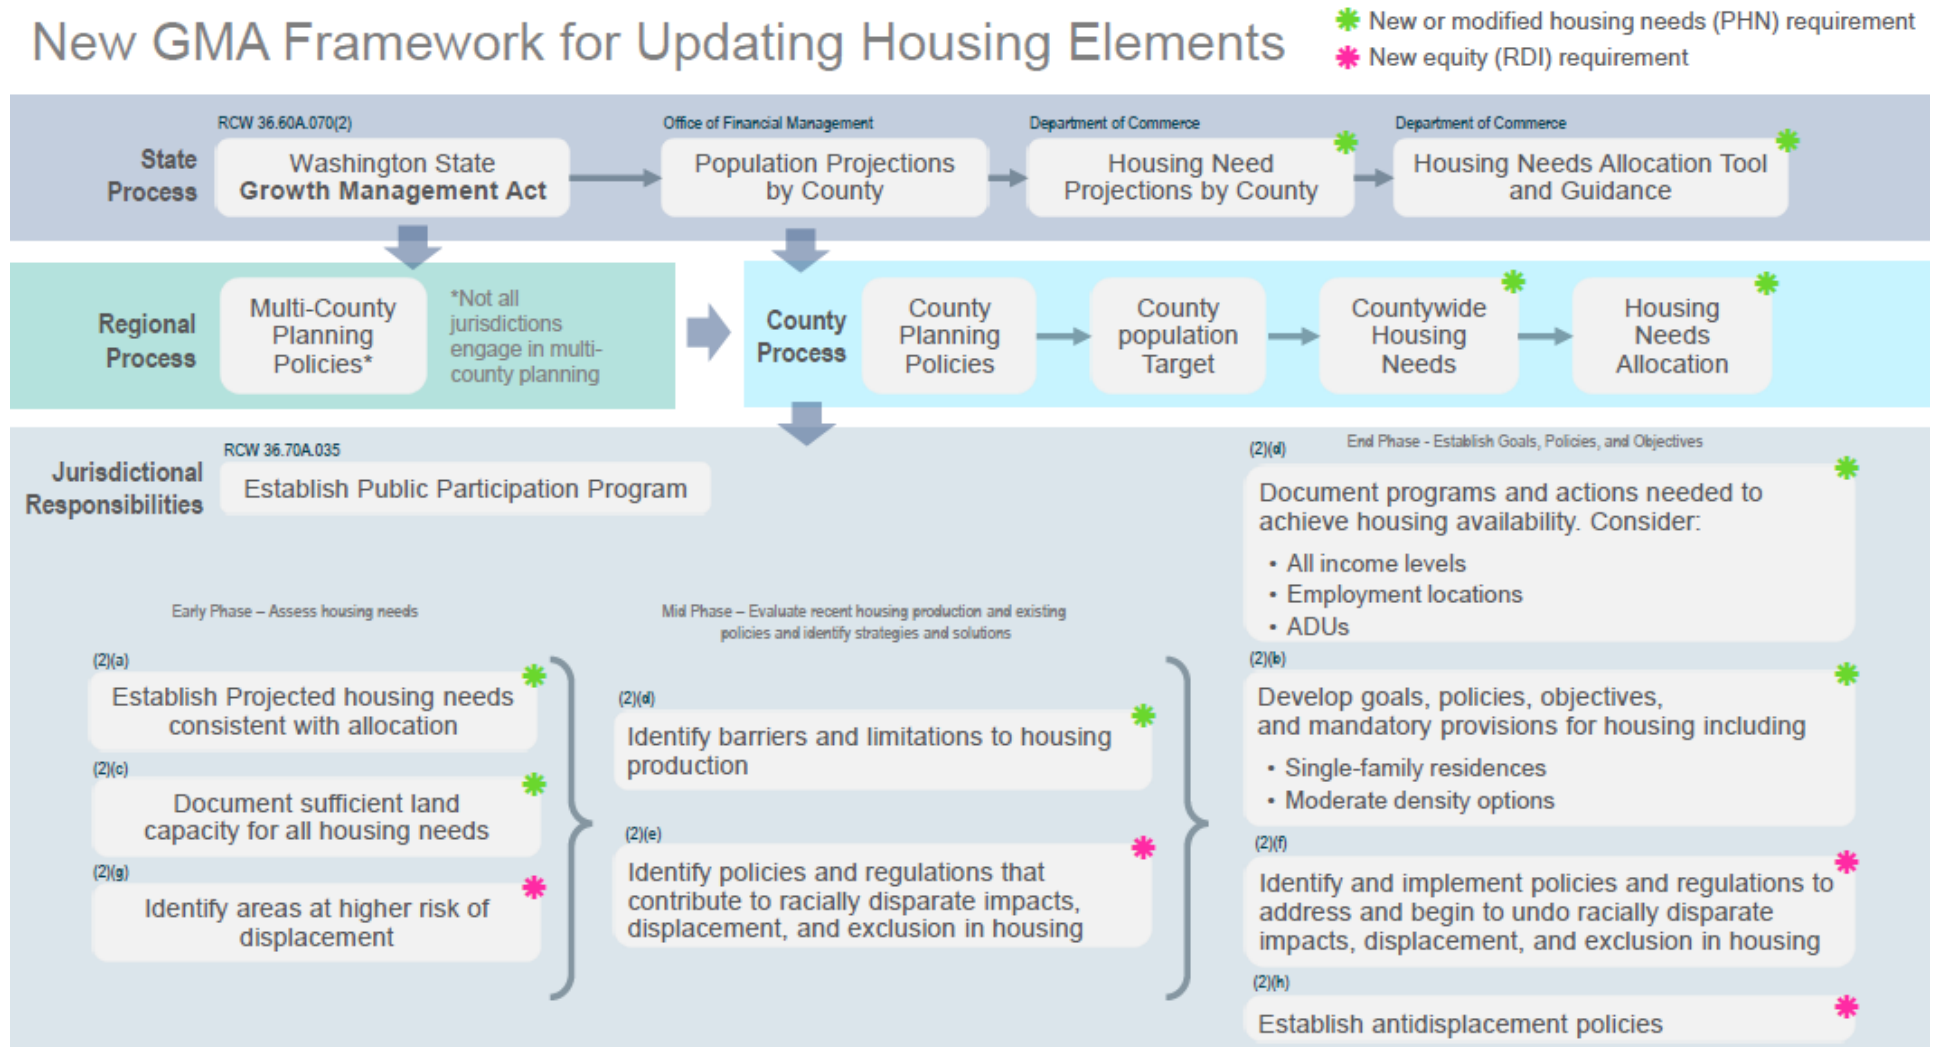 New GMA Framework for Updating Housing Elements
New or modified housing needs (PHN) requirement
New equity (RDI) requirement
State
Process
RCW 36.60A.070(2)
Washington State
Growth Management Act
Office of Financial Management
Population Projections
by County
Department of Commerce
Housing Need
Projections by County
Department of Commerce
Housing Needs Allocation Tool
and Guidance
Regional
Process
Multi-County
Planning
Policies*
*Not all
jurisdictions
engage in multi-
county planning
County
Process
County
Planning
Policies
County
population
Target
Countywide
Housing
Needs
Housing
Needs
Allocation
Jurisdictional
Responsibilities
RCW 36.70A.035
Establish Public Participation Program
Early Phase – Assess housing needs
(2)(a)
Establish Projected housing needs
consistent with allocation
(2)(c)
Document sufficient land
capacity for all housing needs
(2)(g)
Identify areas at higher risk of
displacement
Mid Phase – Evaluate recent housing production and existing
policies and identify strategies and solutions
(2)(d)
Identify barriers and limitations to housing
production
(2)(e)
Identify policies and regulations that
contribute to racially disparate impacts,
displacement, and exclusion in housing
End Phase - Establish Goals, Policies, and Objectives
(2)(d)
Document programs and actions needed to
achieve housing availability. Consider:
• All income levels
• Employment locations
• ADUs
(2)(b)
Develop goals, policies, objectives,
and mandatory provisions for housing including
• Single-family residences
• Moderate density options
(2)(f)
Identify and implement policies and regulations to
address and begin to undo racially disparate
impacts, displacement, and exclusion in housing
(2)(h)
Establish antidisplacement policies